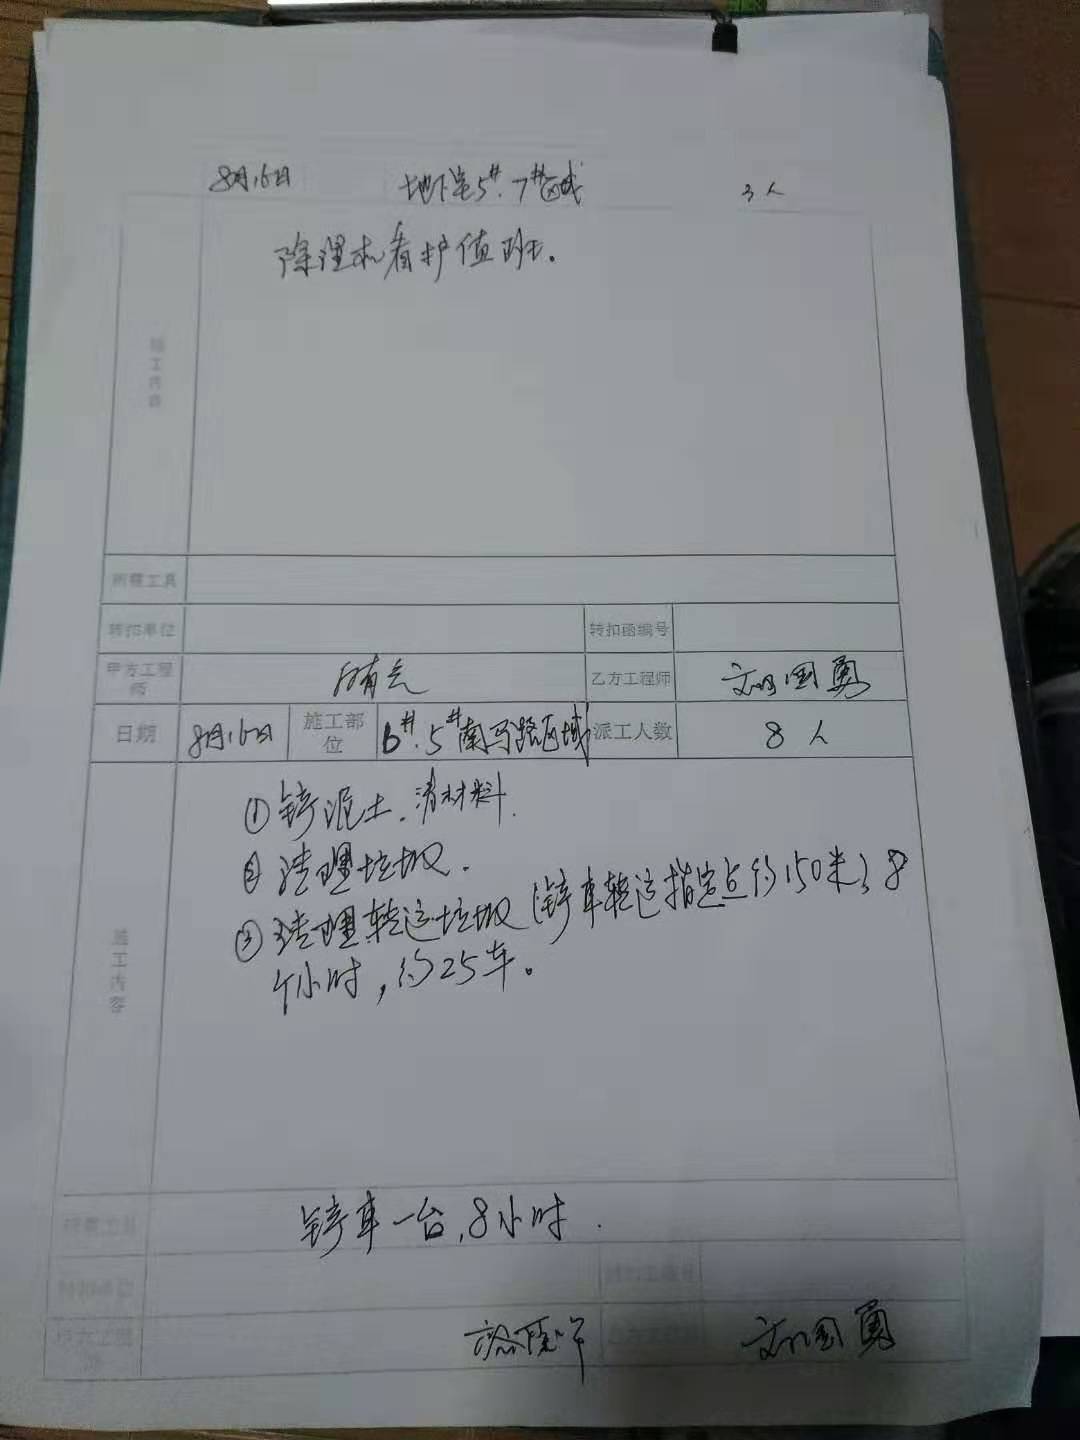 8月16日 地下室5#.7#区域 3人
施工内容
除湿机看护值班。
所需工具
转扣单位 转扣函编号
甲方工程师 乙方工程师 刘国勇
日期 8月16日 施工部位 6#.5#南马路区域 派工人数 8人
施工内容
①铲泥土.清材料.
②清理垃圾.
③清理转运垃圾(铲车转运指定点约150米)8
个小时,约25车。
所需工具 铲车一台,8小时.
转扣单位 转扣函编号
甲方工程师 乙方工程师 刘国勇